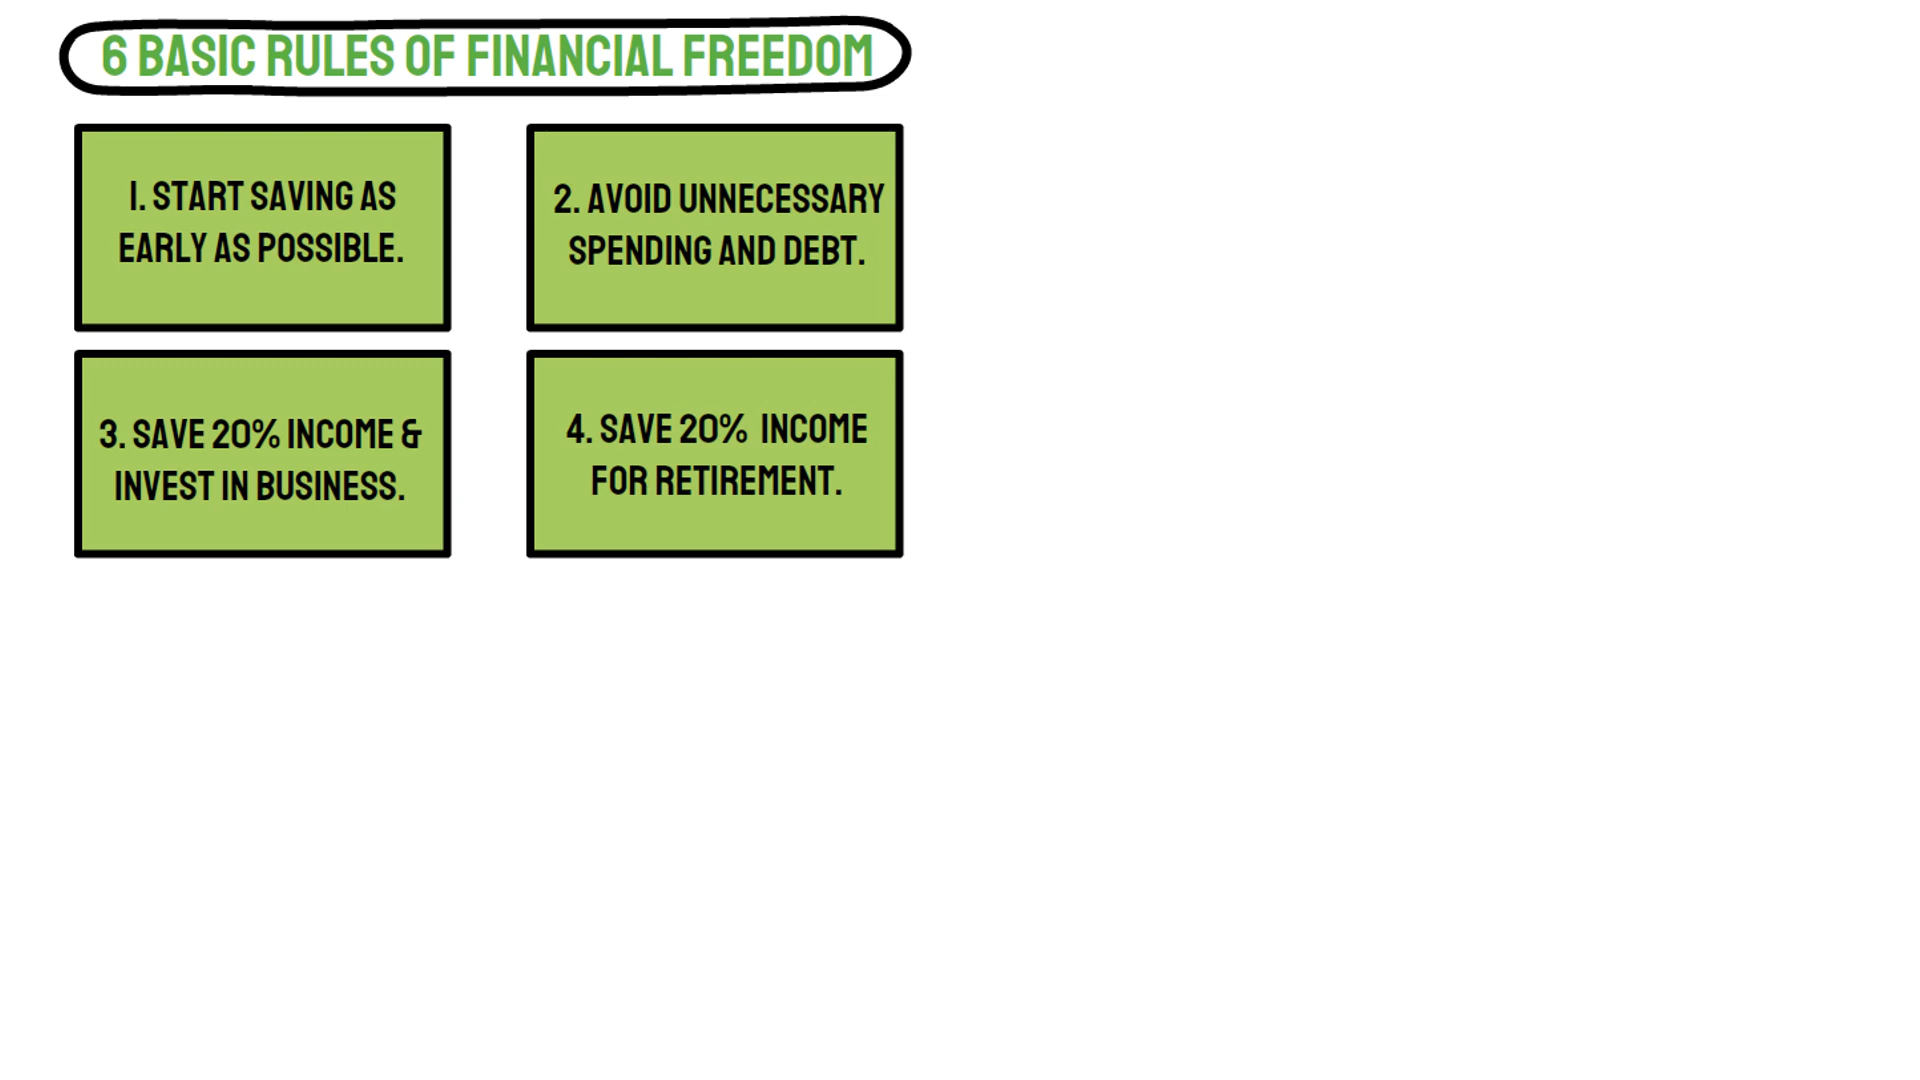 6 BASIC RULES OF FINANCIAL FREEDOM
1. START SAVING AS
EARLY AS POSSIBLE.
2. AVOID UNNECESSARY
SPENDING AND DEBT.
3. SAVE 20% INCOME &
INVEST IN BUSINESS.
4. SAVE 20% INCOME
FOR RETIREMENT.